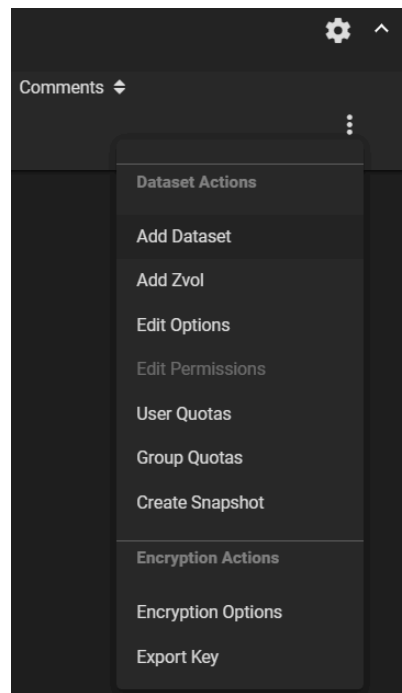 Comments
Dataset Actions
Add Dataset
Add Zvol
Edit Options
Edit Permissions
User Quotas
Group Quotas
Create Snapshot
Encryption Actions
Encryption Options
Export Key